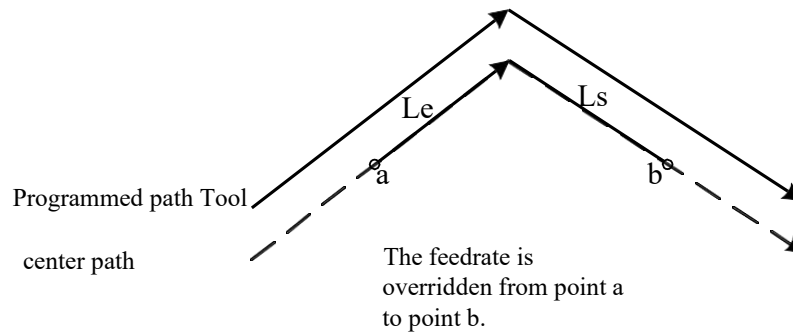 Le
Ls
a
b
Programmed path Tool
center path
The feedrate is
overridden from point a
to point b.